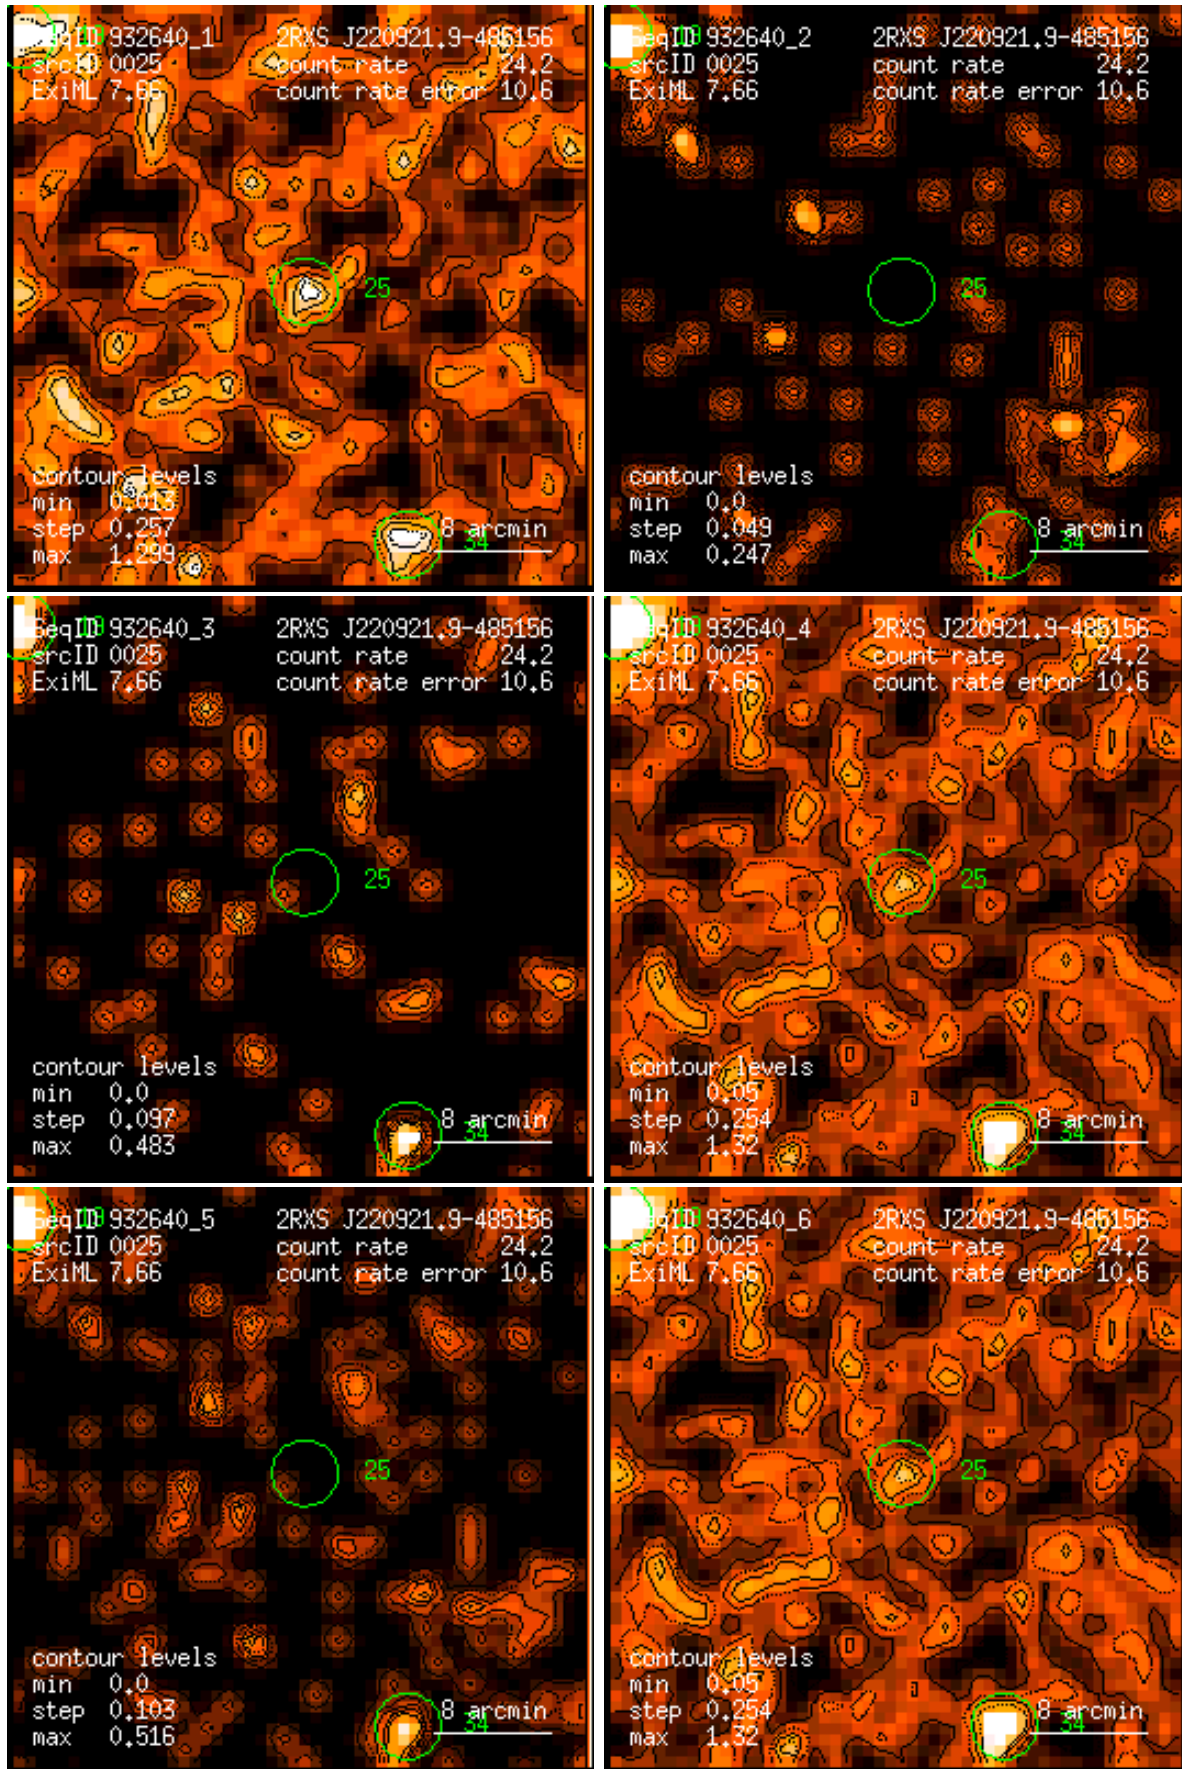 SeqID 932640_1 2RXS J220921.9-485156
srcID 0025 count rate 24.2
ExiML 7.66 count rate error 10.6
25
contour levels
min 0.013
step 0.257 8 arcmin
max 1.299 34
SeqID 932640_2 2RXS J220921.9-485156
srcID 0025 count rate 24.2
ExiML 7.66 count rate error 10.6
25
contour levels
min 0.0
step 0.049 8 arcmin
max 0.247 34
SeqID 932640_3 2RXS J220921.9-485156
srcID 0025 count rate 24.2
ExiML 7.66 count rate error 10.6
25
contour levels
min 0.0
step 0.097 8 arcmin
max 0.483 34
SeqID 932640_4 2RXS J220921.9-485156
srcID 0025 count rate 24.2
ExiML 7.66 count rate error 10.6
25
contour levels
min 0.05
step 0.254 8 arcmin
max 1.32 34
SeqID 932640_5 2RXS J220921.9-485156
srcID 0025 count rate 24.2
ExiML 7.66 count rate error 10.6
25
contour levels
min 0.0
step 0.103 8 arcmin
max 0.516 34
SeqID 932640_6 2RXS J220921.9-485156
srcID 0025 count rate 24.2
ExiML 7.66 count rate error 10.6
25
contour levels
min 0.05
step 0.254 8 arcmin
max 1.32 34